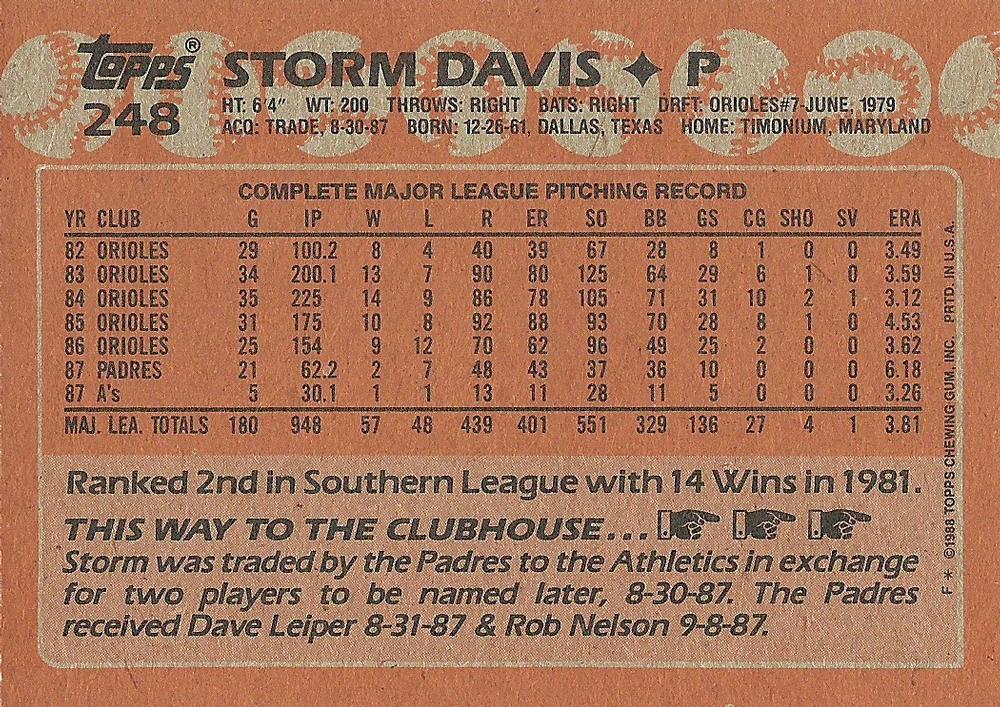 topps® STORM DAVIS ✦ P
248 HT: 6'4" WT: 200 THROWS: RIGHT BATS: RIGHT DRFT: ORIOLES#7-JUNE, 1979
ACQ: TRADE, 8-30-87 BORN: 12-26-61, DALLAS, TEXAS HOME: TIMONIUM, MARYLAND
COMPLETE MAJOR LEAGUE PITCHING RECORD
YR CLUB G IP W L R ER SO BB GS CG SHO SV ERA
82 ORIOLES 29 100.2 8 4 40 39 67 28 8 1 0 0 3.49
83 ORIOLES 34 200.1 13 7 90 80 125 64 29 6 1 0 3.59
84 ORIOLES 35 225 14 9 86 78 105 71 31 10 2 1 3.12
85 ORIOLES 31 175 10 8 92 88 93 70 28 8 1 0 4.53
86 ORIOLES 25 154 9 12 70 62 96 49 25 2 0 0 3.62
87 PADRES 21 62.2 2 7 48 43 37 36 10 0 0 0 6.18
87 A's 5 30.1 1 1 13 11 28 11 5 0 0 0 3.26
MAJ. LEA. TOTALS 180 948 57 48 439 401 551 329 136 27 4 1 3.81
Ranked 2nd in Southern League with 14 Wins in 1981.
THIS WAY TO THE CLUBHOUSE...
Storm was traded by the Padres to the Athletics in exchange
for two players to be named later, 8-30-87. The Padres
received Dave Leiper 8-31-87 & Rob Nelson 9-8-87.
F * ©1988 TOPPS CHEWING GUM, INC. PRTD. IN U.S.A.